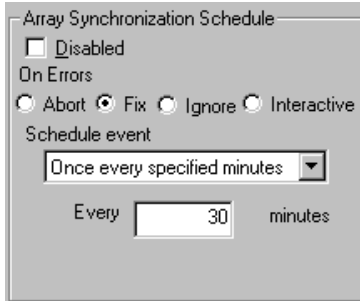 Array Synchronization Schedule
Disabled
On Errors
Abort Fix Ignore Interactive
Schedule event
Once every specified minutes
Every 30 minutes